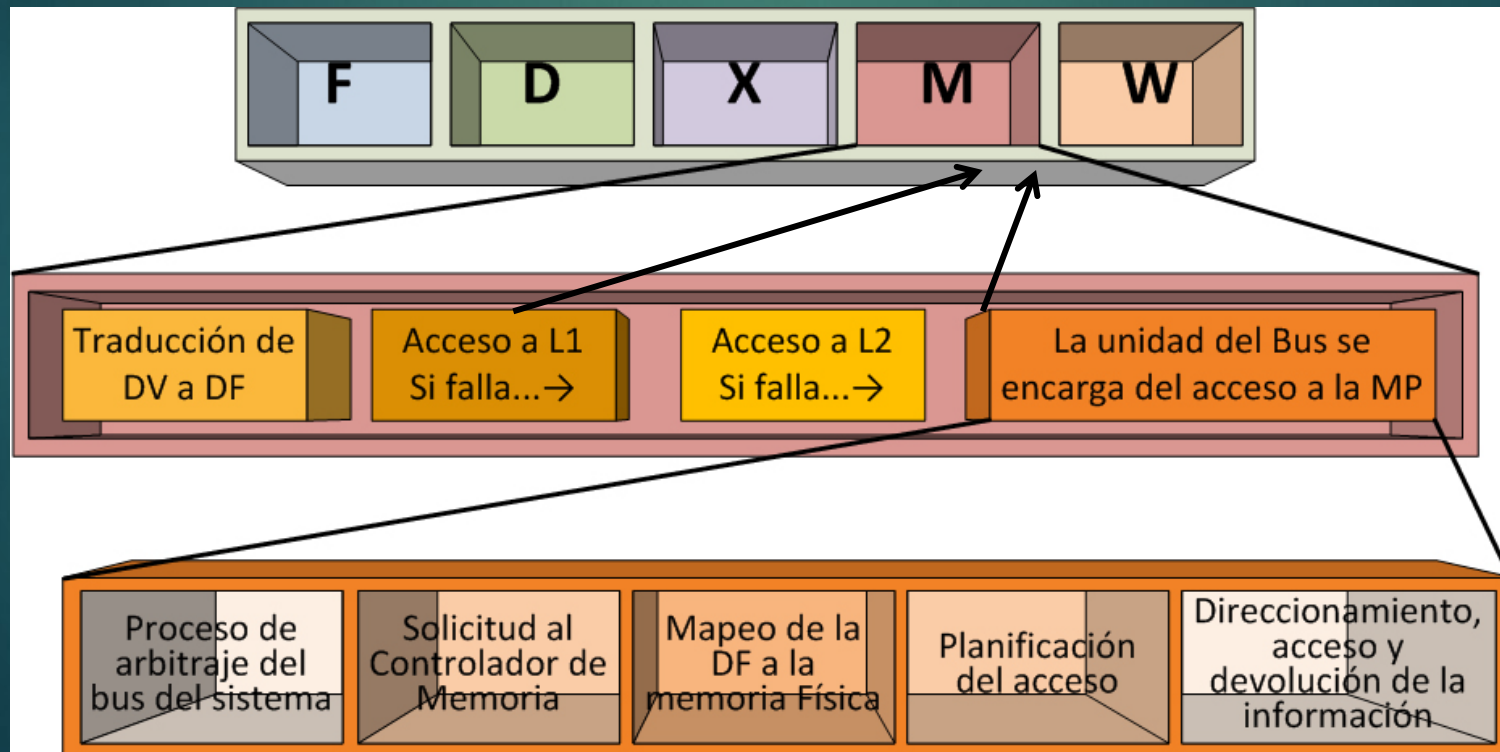 F
D
X
M
W
Traducción de
DV a DF
Acceso a L1
Si falla...→
Acceso a L2
Si falla...→
La unidad del Bus se
encarga del acceso a la MP
Proceso de
arbitraje del
bus del sistema
Solicitud al
Controlador de
Memoria
Mapeo de la
DF a la
memoria Física
Planificación
del acceso
Direccionamiento,
acceso y
devolución de la
información